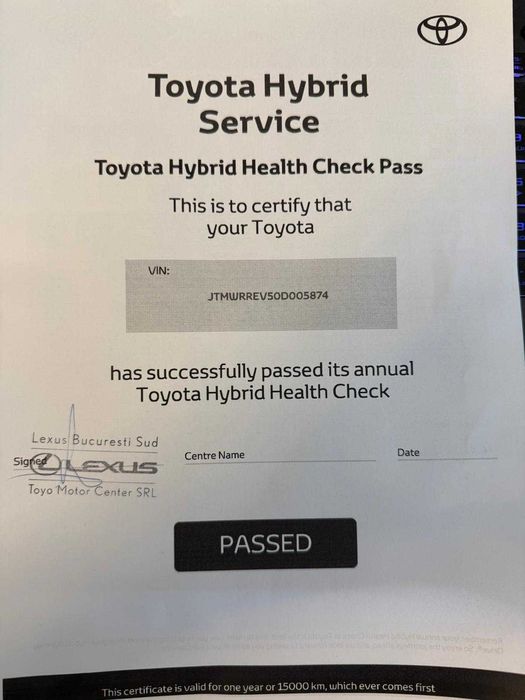 Toyota Hybrid
Service
Toyota Hybrid Health Check Pass
This is to certify that
your Toyota
VIN:
JTMWRREV50D005874
has successfully passed its annual
Toyota Hybrid Health Check
Lexus Bucuresti Sud
Signed
LEXUS
Toyo Motor Center SRL
Centre Name
Date
PASSED
This certificate is valid for one year or 15000 km, which ever comes first